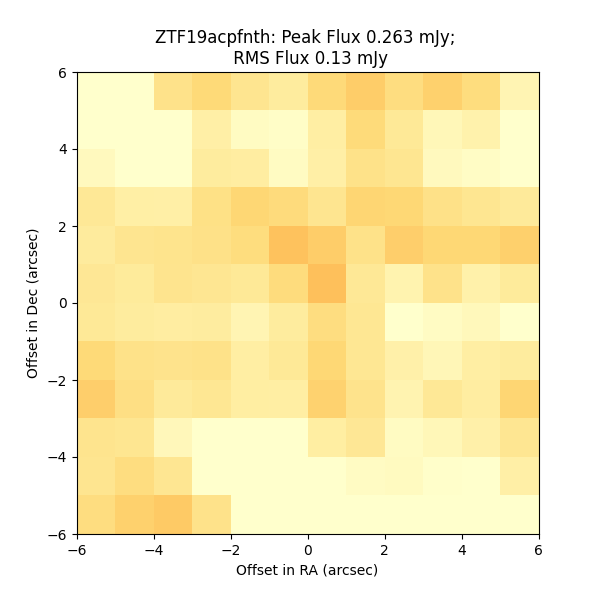 ZTF19acpfnth: Peak Flux 0.263 mJy;
RMS Flux 0.13 mJy
6
4
2
0
−2
−4
−6
Offset in Dec (arcsec)
−6 −4 −2 0 2 4 6
Offset in RA (arcsec)